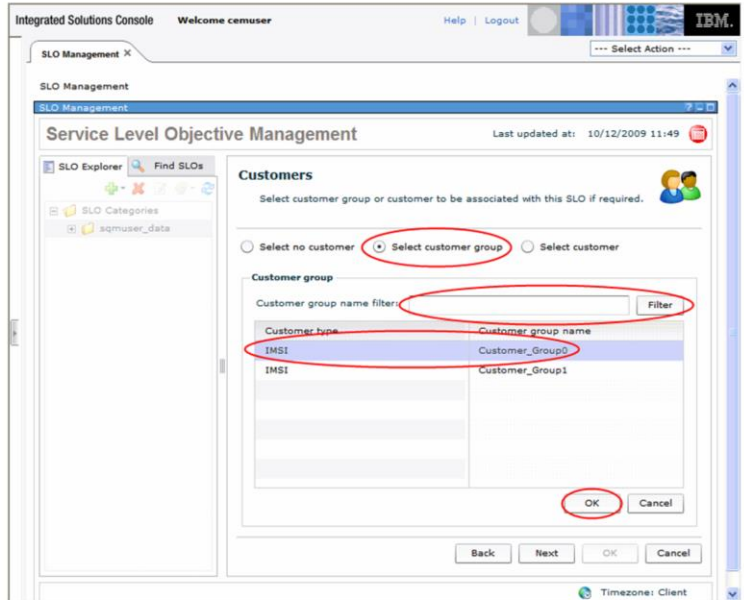 Integrated Solutions Console Welcome cemuser Help | Logout IBM.
SLO Management X --- Select Action ---
SLO Management
SLO Management
Service Level Objective Management Last updated at: 10/12/2009 11:49
SLO Explorer Find SLOs
SLO Categories
sqmuser_data
Customers
Select customer group or customer to be associated with this SLO if required.
Select no customer Select customer group Select customer
Customer group
Customer group name filter: Filter
Customer type Customer group name
IMSI Customer_Group0
IMSI Customer_Group1
OK Cancel
Back Next OK Cancel
Timezone: Client